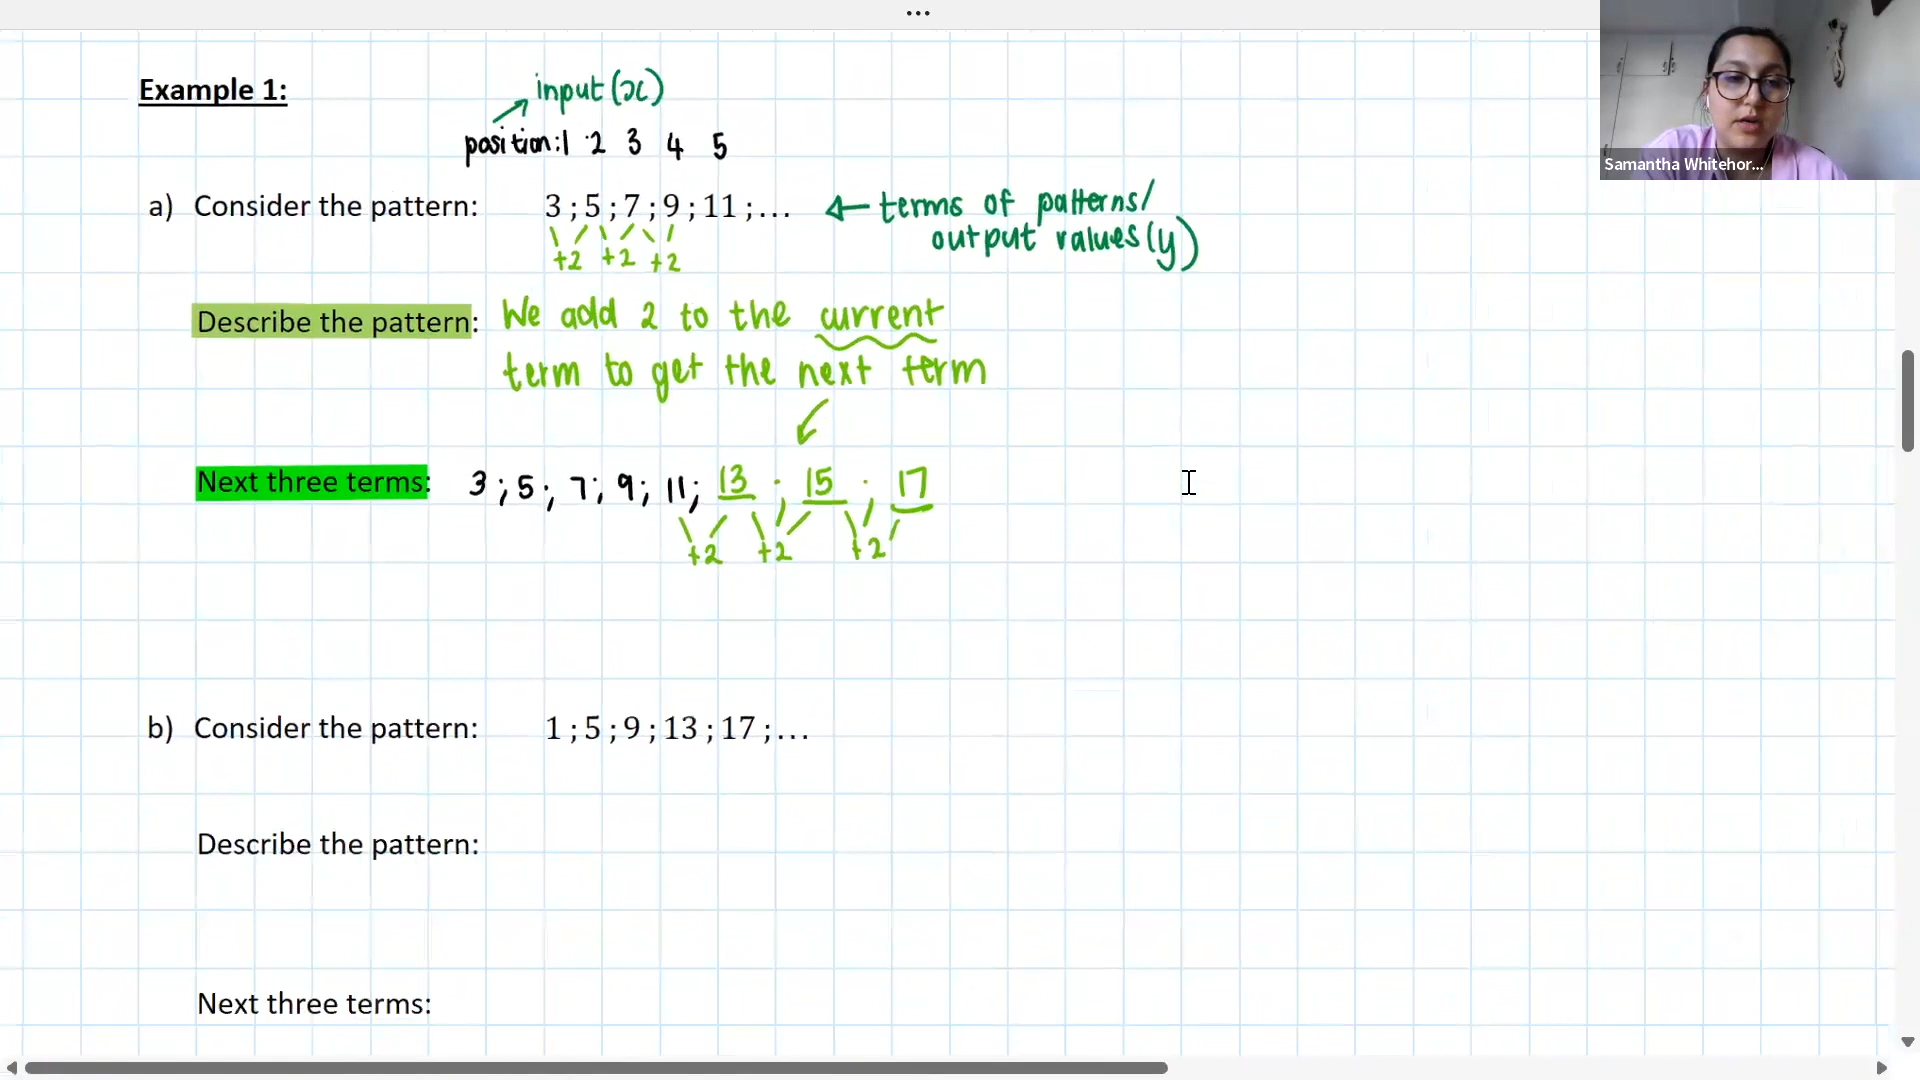 ...
Example 1:
input (x)
position: 1 2 3 4 5
Samantha Whitehor...
a) Consider the pattern: 3 ; 5 ; 7 ; 9 ; 11 ; ... ← terms of patterns/
output values (y)
+2 +2 +2
Describe the pattern: We add 2 to the current
term to get the next term
Next three terms: 3 ; 5 ; 7 ; 9 ; 11 ; 13 ; 15 ; 17
+2 +2 +2
b) Consider the pattern: 1 ; 5 ; 9 ; 13 ; 17 ; ...
Describe the pattern:
Next three terms: